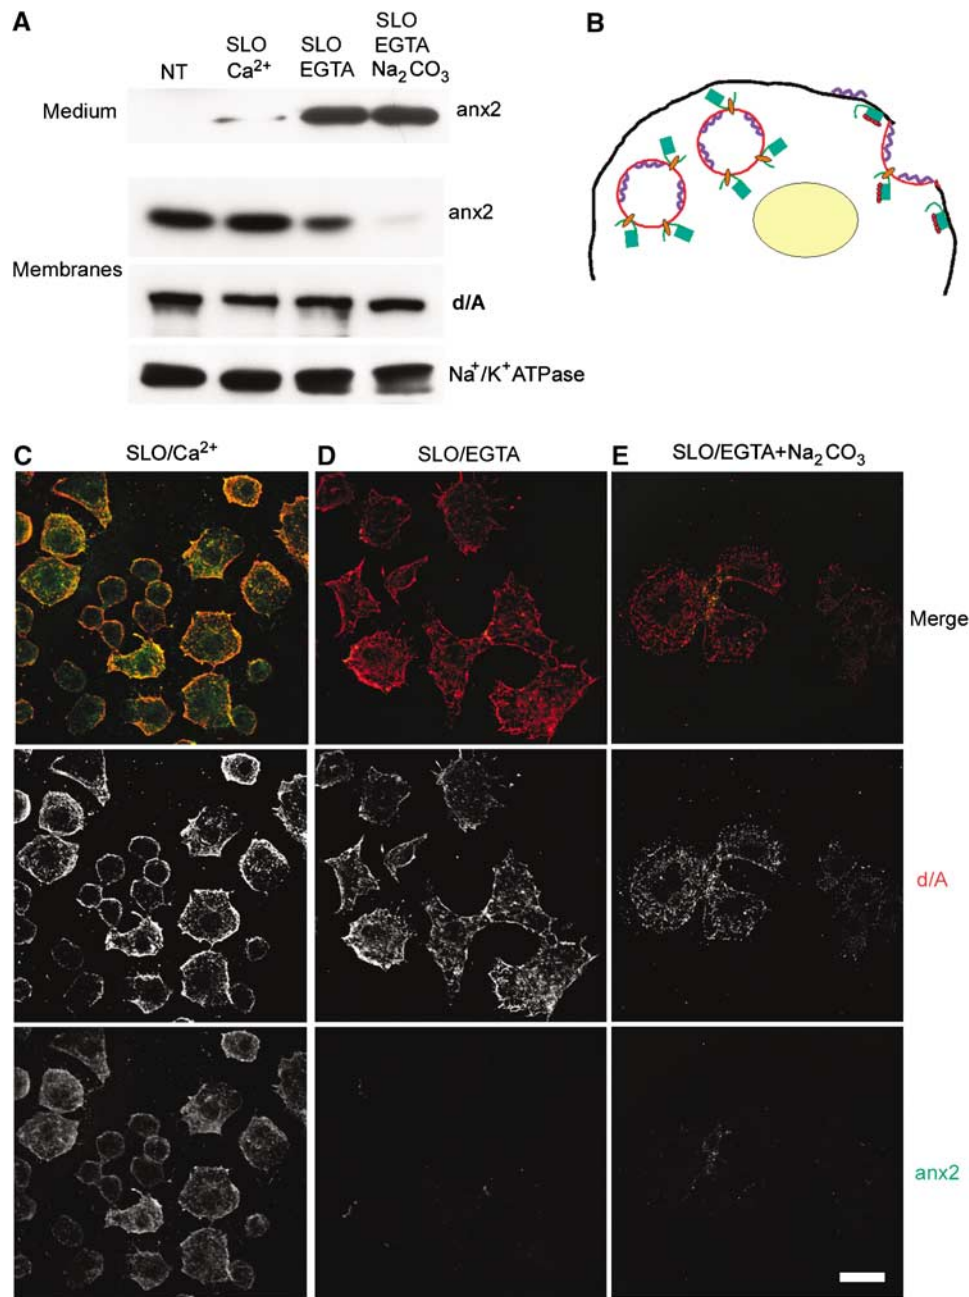 A
B
NT
SLO
Ca²⁺
SLO
EGTA
SLO
EGTA
Na₂CO₃
Medium
anx2
anx2
Membranes
d/A
Na⁺/K⁺ATPase
C
SLO/Ca²⁺
D
SLO/EGTA
E
SLO/EGTA+Na₂CO₃
Merge
d/A
anx2